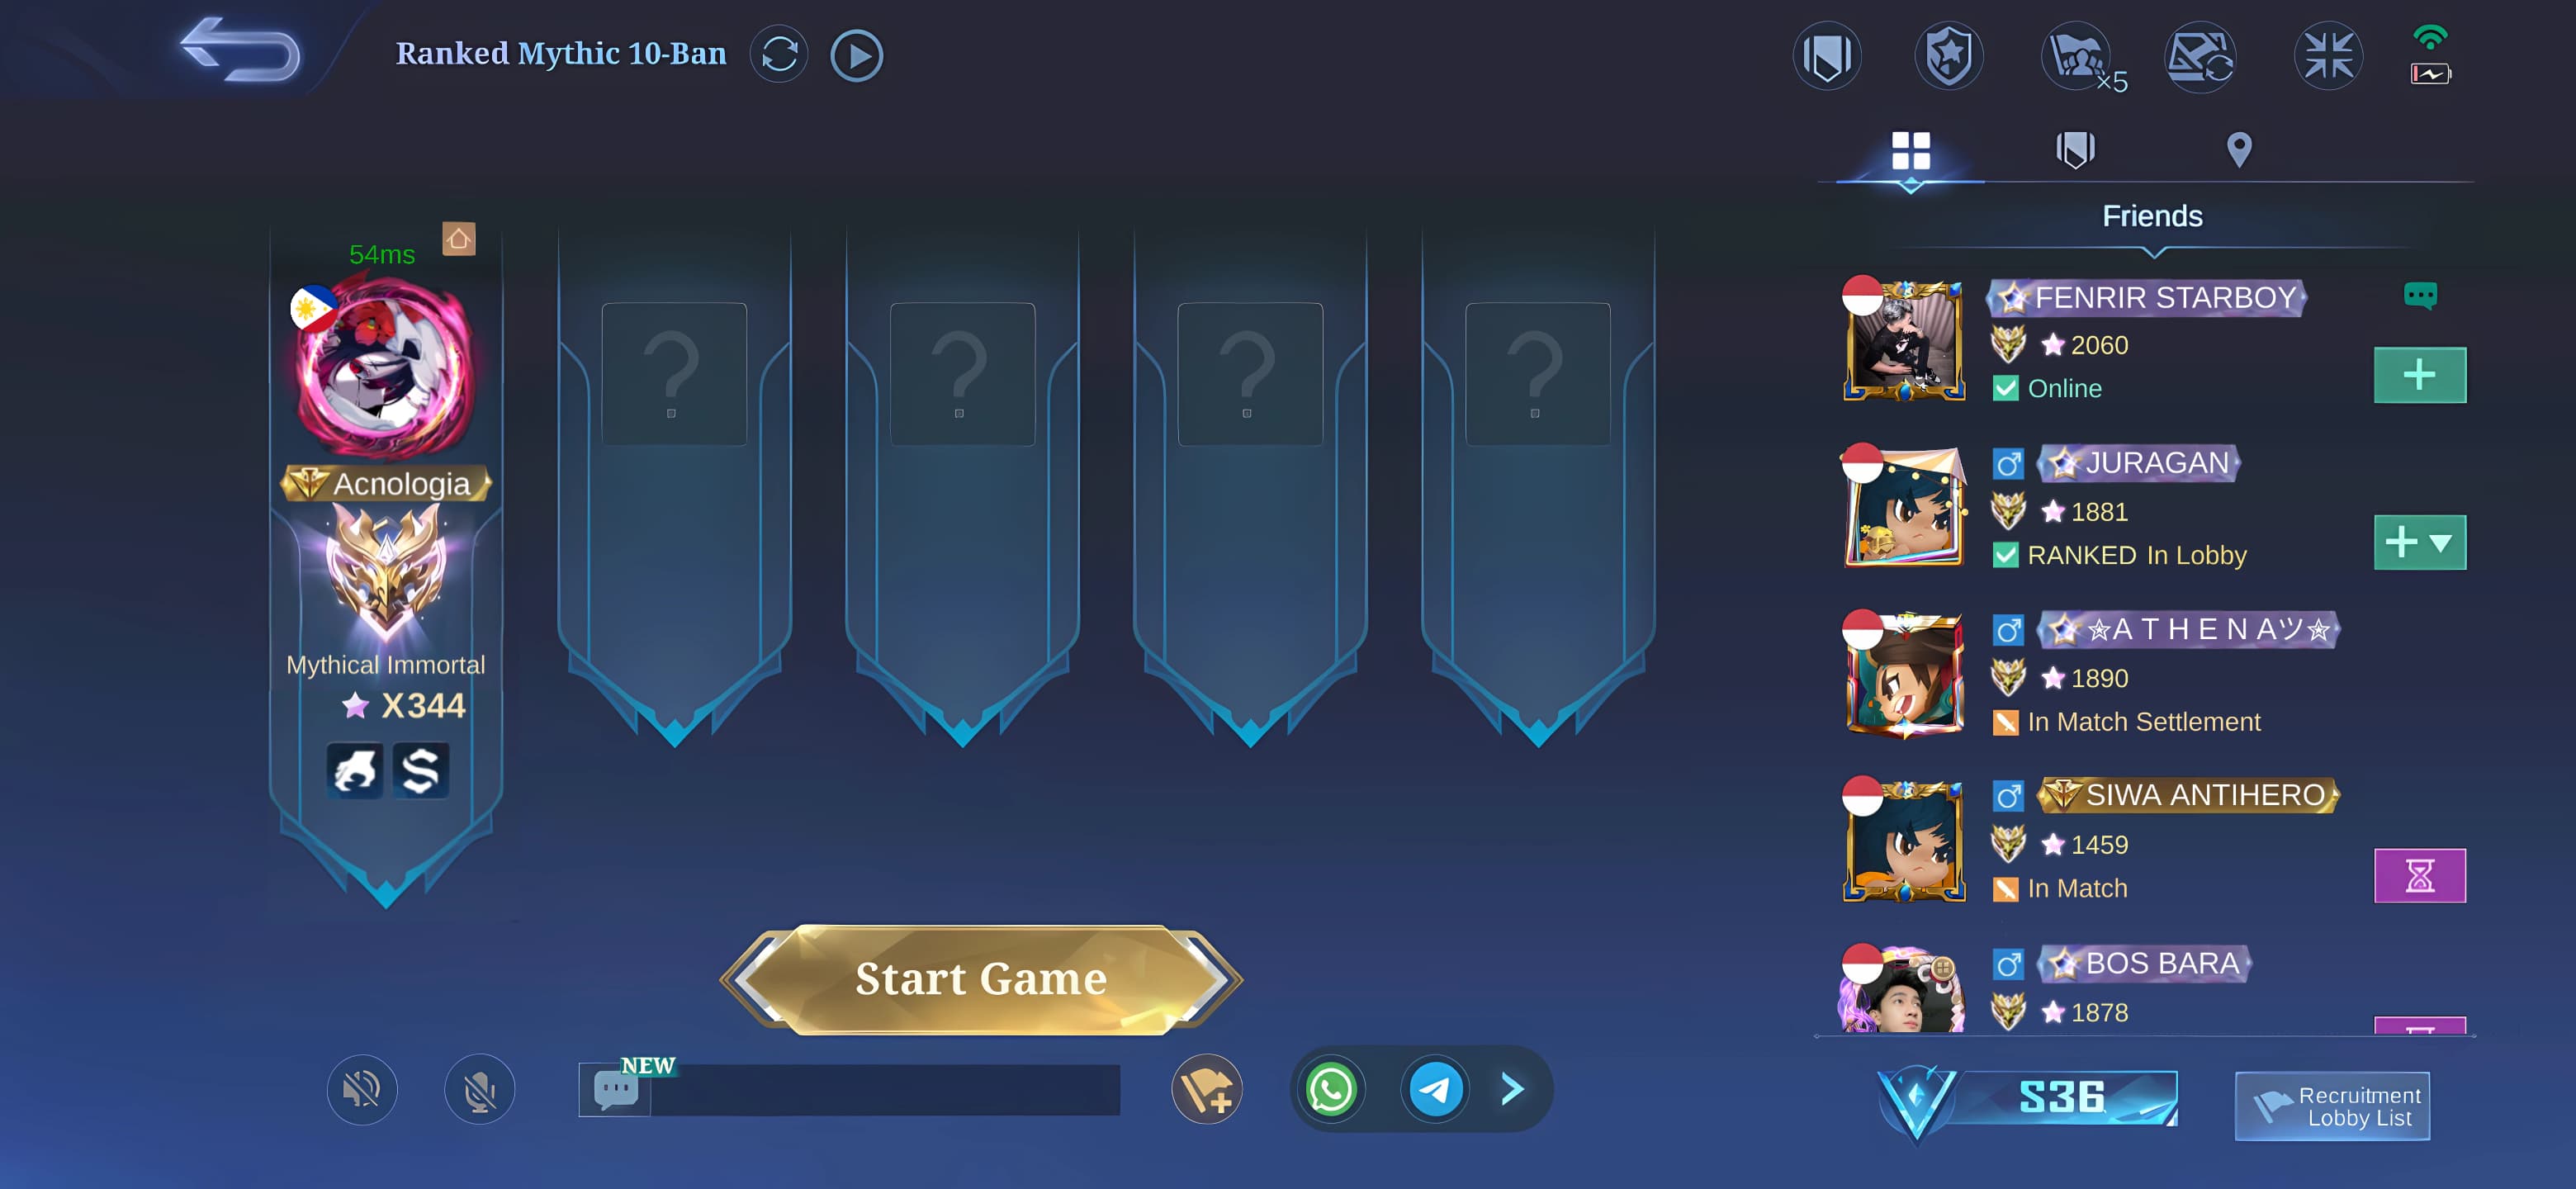 Ranked Mythic 10-Ban
×5
Friends
54ms
Acnologia
Mythical Immortal
X344
FENRIR STARBOY
2060
Online
JURAGAN
1881
RANKED In Lobby
✯A T H E N Aツ✯
1890
In Match Settlement
SIWA ANTIHERO
1459
In Match
BOS BARA
1878
?
?
?
?
Start Game
NEW
S36
Recruitment
Lobby List